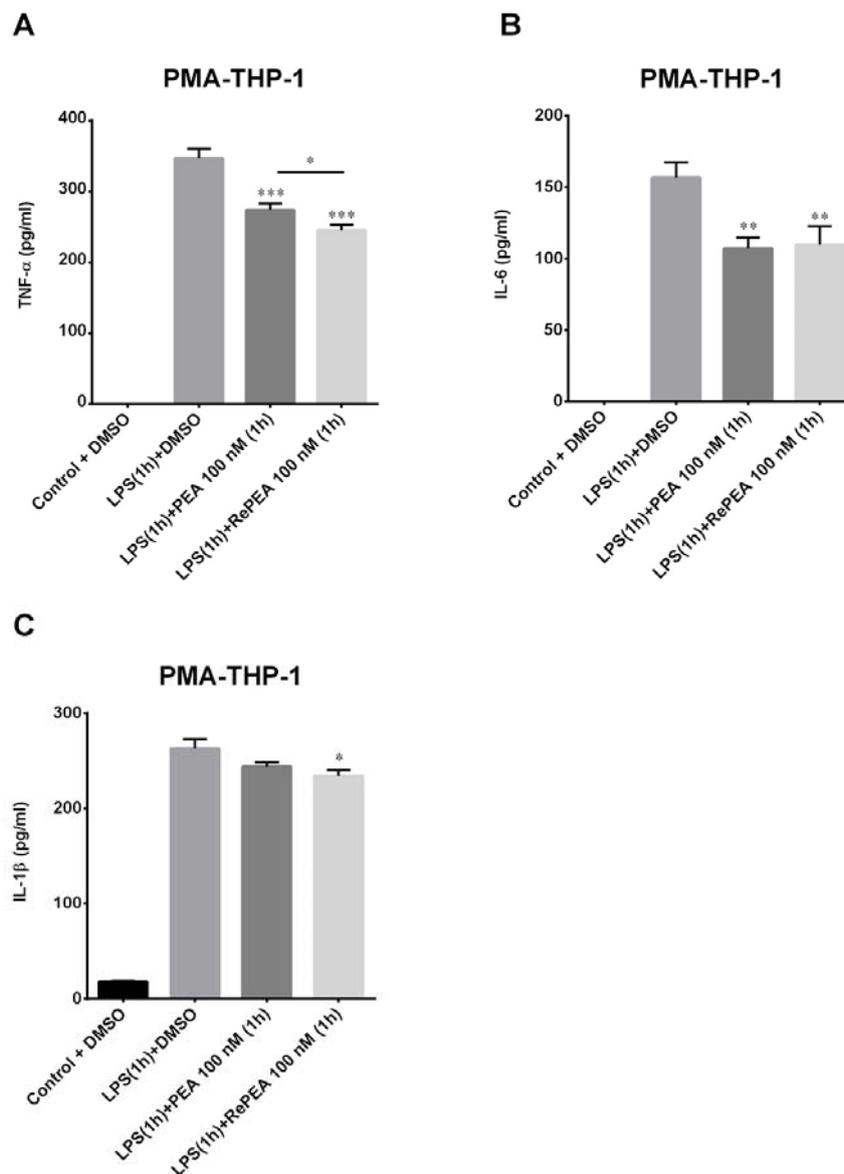 A
PMA-THP-1
TNF-α (pg/ml)
400
300
200
100
0
***
*
***
Control + DMSO
LPS(1h)+DMSO
LPS(1h)+PEA 100 nM (1h)
LPS(1h)+RePEA 100 nM (1h)
B
PMA-THP-1
IL-6 (pg/ml)
200
150
100
50
0
**
**
Control + DMSO
LPS(1h)+DMSO
LPS(1h)+PEA 100 nM (1h)
LPS(1h)+RePEA 100 nM (1h)
C
PMA-THP-1
IL-1β (pg/ml)
300
200
100
0
*
Control + DMSO
LPS(1h)+DMSO
LPS(1h)+PEA 100 nM (1h)
LPS(1h)+RePEA 100 nM (1h)